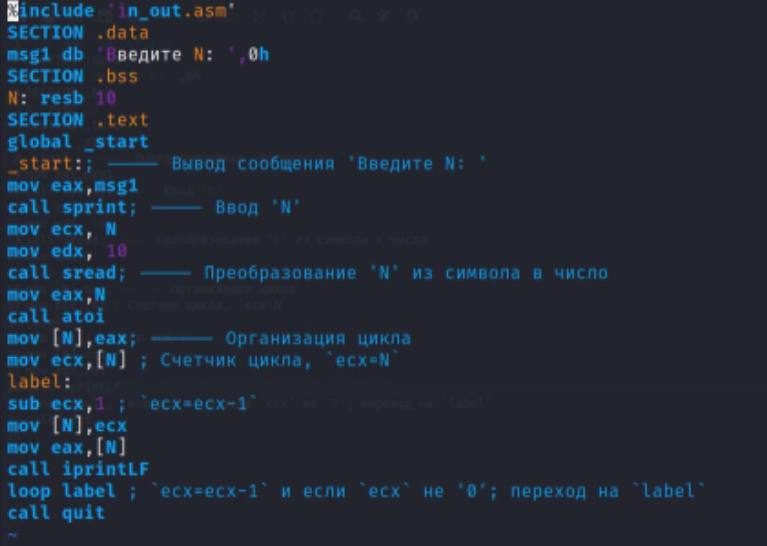 %include 'in_out.asm'
SECTION .data
msg1 db 'Введите N: ',0h
SECTION .bss
N: resb 10
SECTION .text
global _start
_start:; ----- Вывод сообщения 'Введите N: '
mov eax,msg1
call sprint; ----- Ввод 'N'
mov ecx, N
mov edx, 10
call sread; ----- Преобразование 'N' из символа в число
mov eax,N
call atoi
mov [N],eax; ------ Организация цикла
mov ecx,[N] ; Счетчик цикла, `ecx=N`
label:
sub ecx,1 ; `ecx=ecx-1`
mov [N],ecx
mov eax,[N]
call iprintLF
loop label ; `ecx=ecx-1` и если `ecx` не '0'; переход на `label`
call quit
~